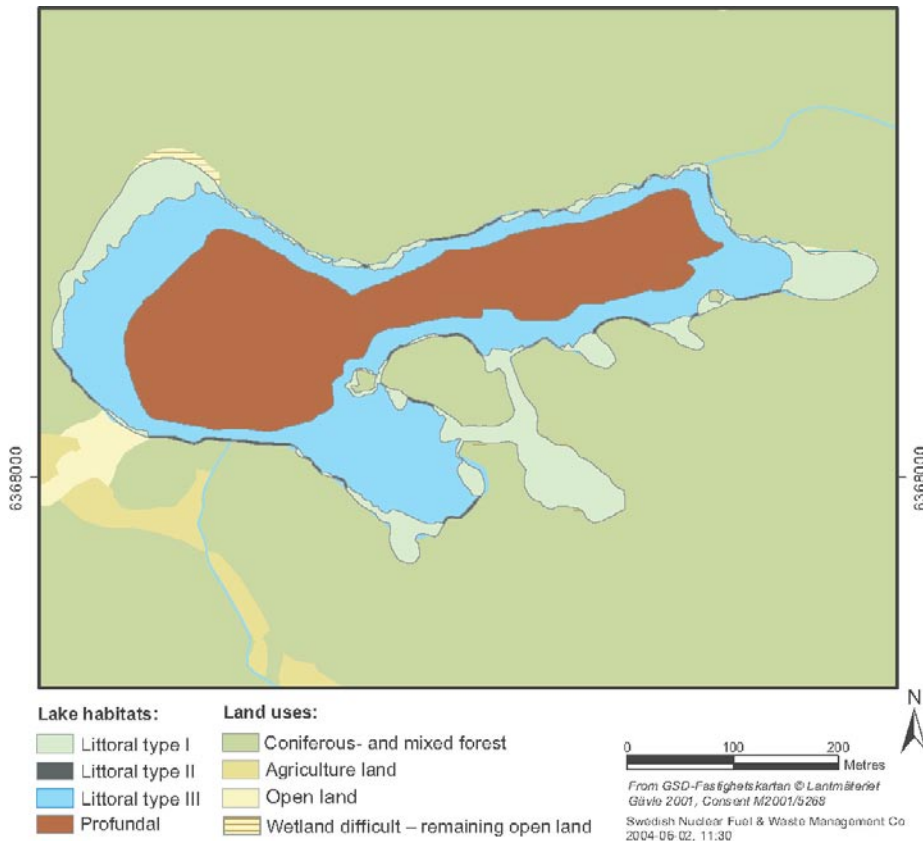 6368000
6368000
Lake habitats:
Littoral type I
Littoral type II
Littoral type III
Profundal
Land uses:
Coniferous- and mixed forest
Agriculture land
Open land
Wetland difficult – remaining open land
N
0 100 200
Metres
From GSD-Fastighetskartan © Lantmäteriet
Gävle 2001, Consent M2001/5268
Swedish Nuclear Fuel & Waste Management Co
2004-06-02, 11:30